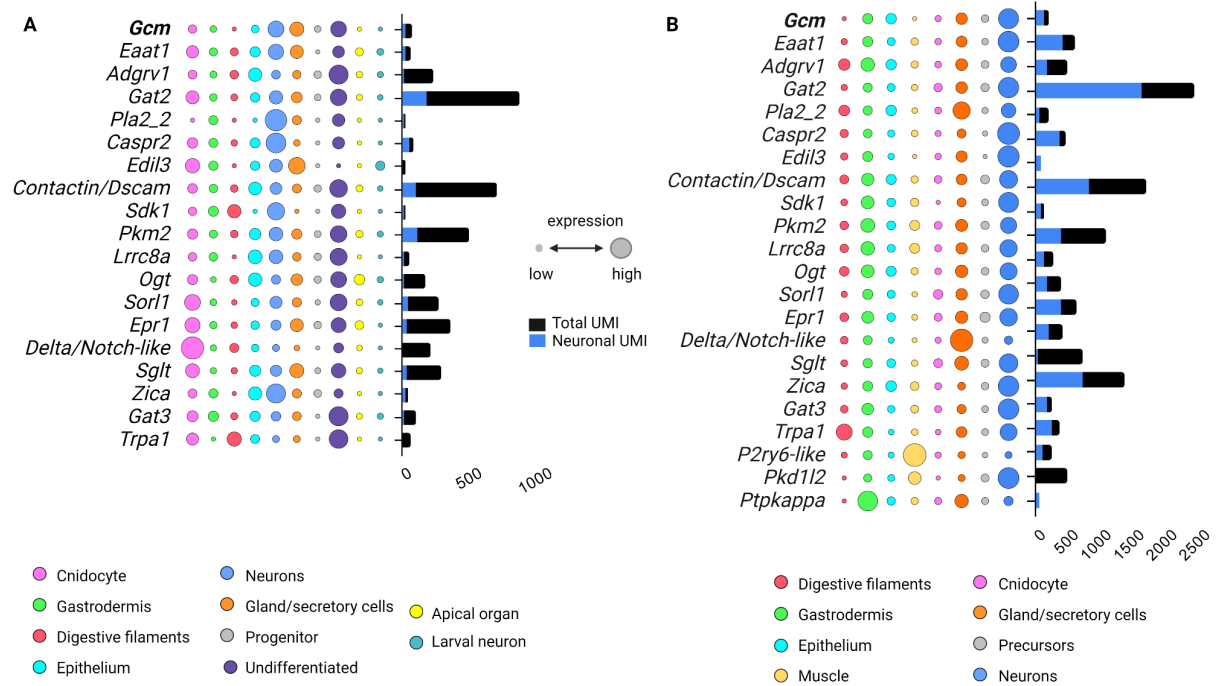 A
Gcm
Eaat1
Adgrv1
Gat2
Pla2_2
Caspr2
Edil3
Contactin/Dscam
Sdk1
Pkm2
Lrrc8a
Ogt
Sorl1
Epr1
Delta/Notch-like
Sglt
Zica
Gat3
Trpa1
0
500
1000
expression
low
high
Total UMI
Neuronal UMI
B
Gcm
Eaat1
Adgrv1
Gat2
Pla2_2
Caspr2
Edil3
Contactin/Dscam
Sdk1
Pkm2
Lrrc8a
Ogt
Sorl1
Epr1
Delta/Notch-like
Sglt
Zica
Gat3
Trpa1
P2ry6-like
Pkd1l2
Ptpkappa
0
500
1000
1500
2000
2500
Cnidocyte
Gastrodermis
Digestive filaments
Epithelium
Neurons
Gland/secretory cells
Progenitor
Undifferentiated
Apical organ
Larval neuron
Digestive filaments
Gastrodermis
Epithelium
Muscle
Cnidocyte
Gland/secretory cells
Precursors
Neurons